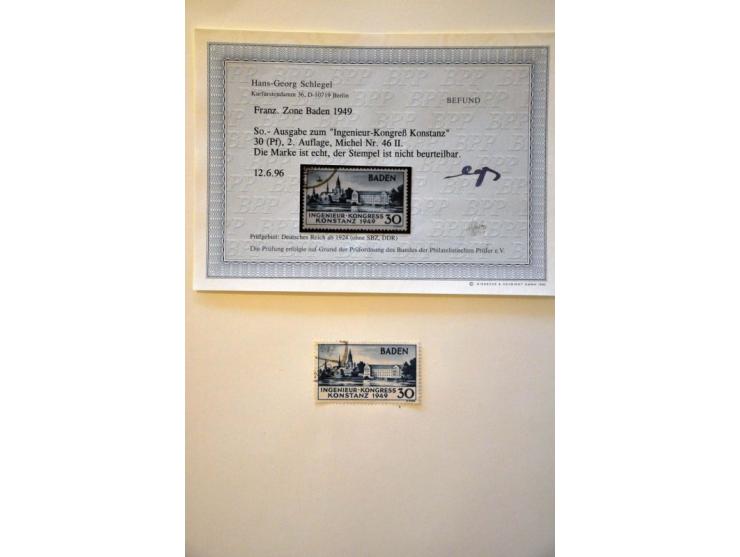 Hans-Georg Schlegel
Kurfürstendamm 36, D-10719 Berlin
BEFUND
Franz. Zone Baden 1949
So.- Ausgabe zum "Ingenieur-Kongreß Konstanz"
30 (Pf), 2. Auflage, Michel Nr. 46 II.
Die Marke ist echt, der Stempel ist nicht beurteilbar.
12.6.96
BADEN
INGENIEUR-KONGRESS
KONSTANZ 1949 30
Prüfgebiet: Deutsches Reich ab 1924 (ohne SBZ, DDR)
Die Prüfung erfolgte auf Grund der Prüfordnung des Bundes der Philatelistischen Prüfer e.V.
BADEN
INGENIEUR-KONGRESS
KONSTANZ 1949 30